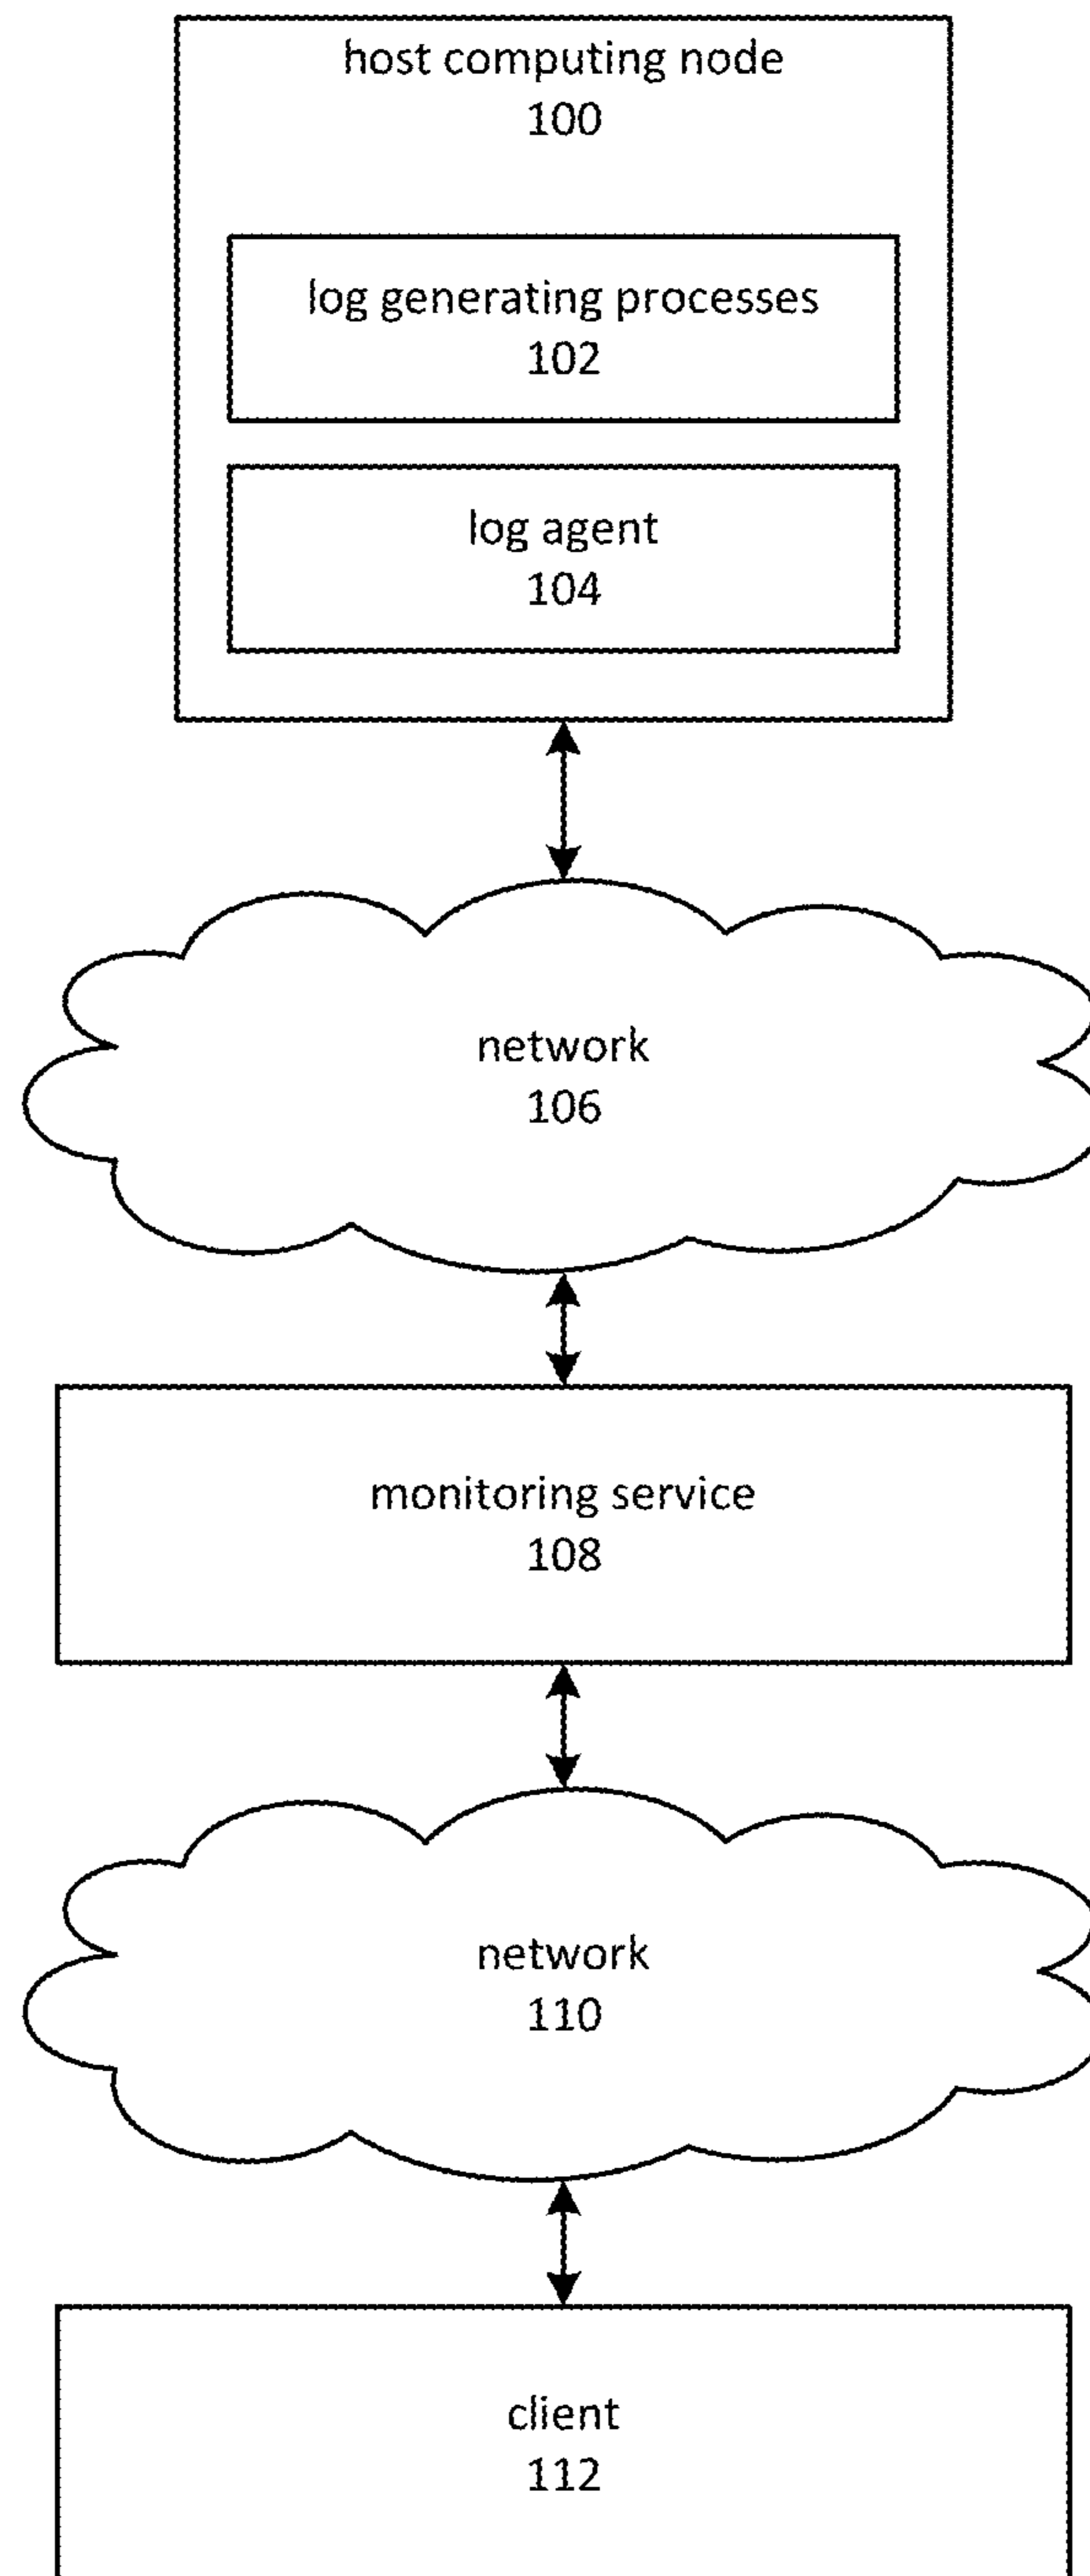 host computing node
100
log generating processes
102
log agent
104
network
106
monitoring service
108
network
110
client
112